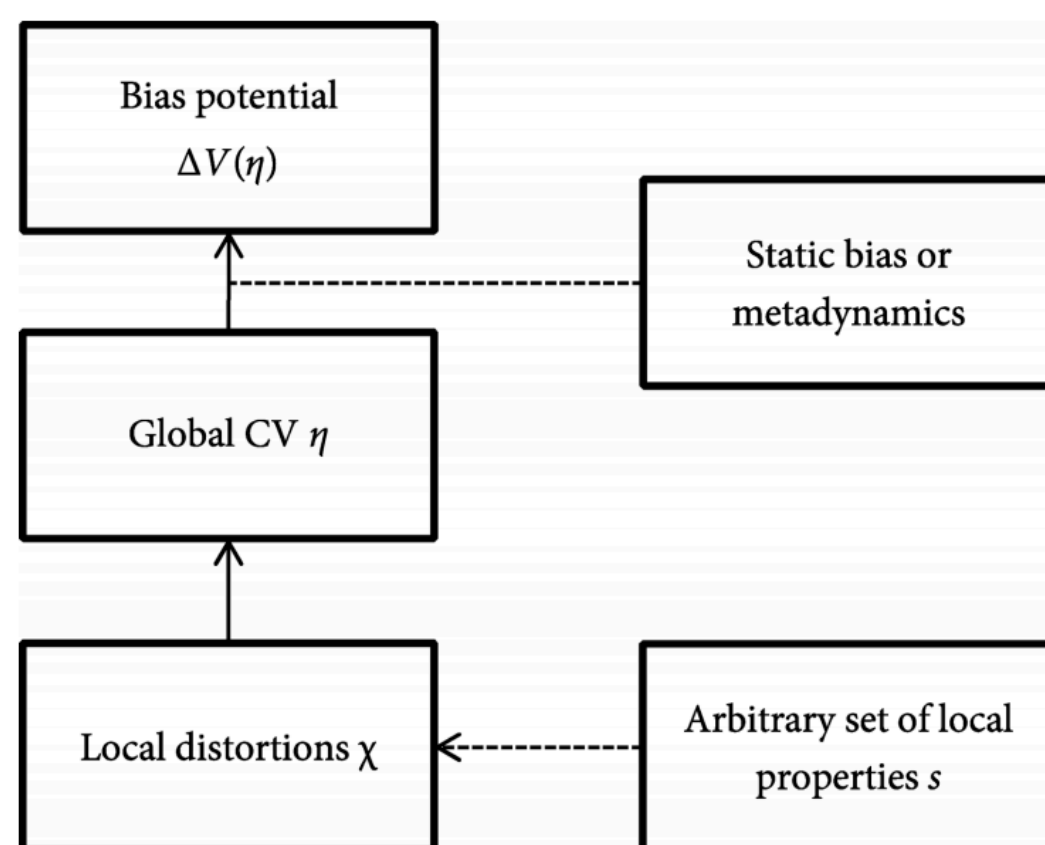 Bias potential
ΔV(η)
Static bias or
metadynamics
Global CV η
Local distortions χ
Arbitrary set of local
properties s